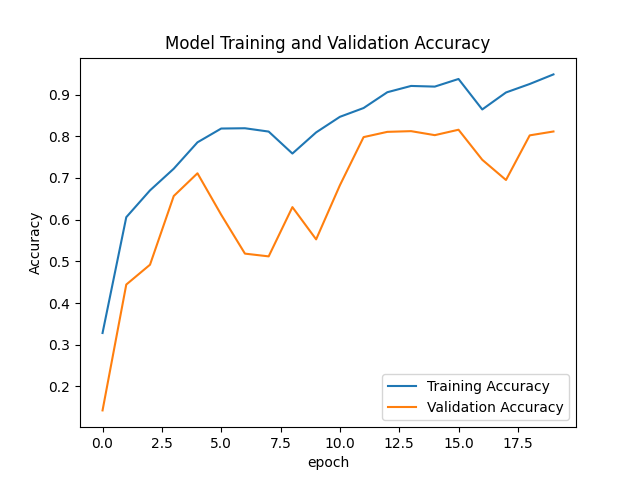 Model Training and Validation Accuracy
Accuracy
0.9
0.8
0.7
0.6
0.5
0.4
0.3
0.2
Training Accuracy
Validation Accuracy
0.0 2.5 5.0 7.5 10.0 12.5 15.0 17.5
epoch